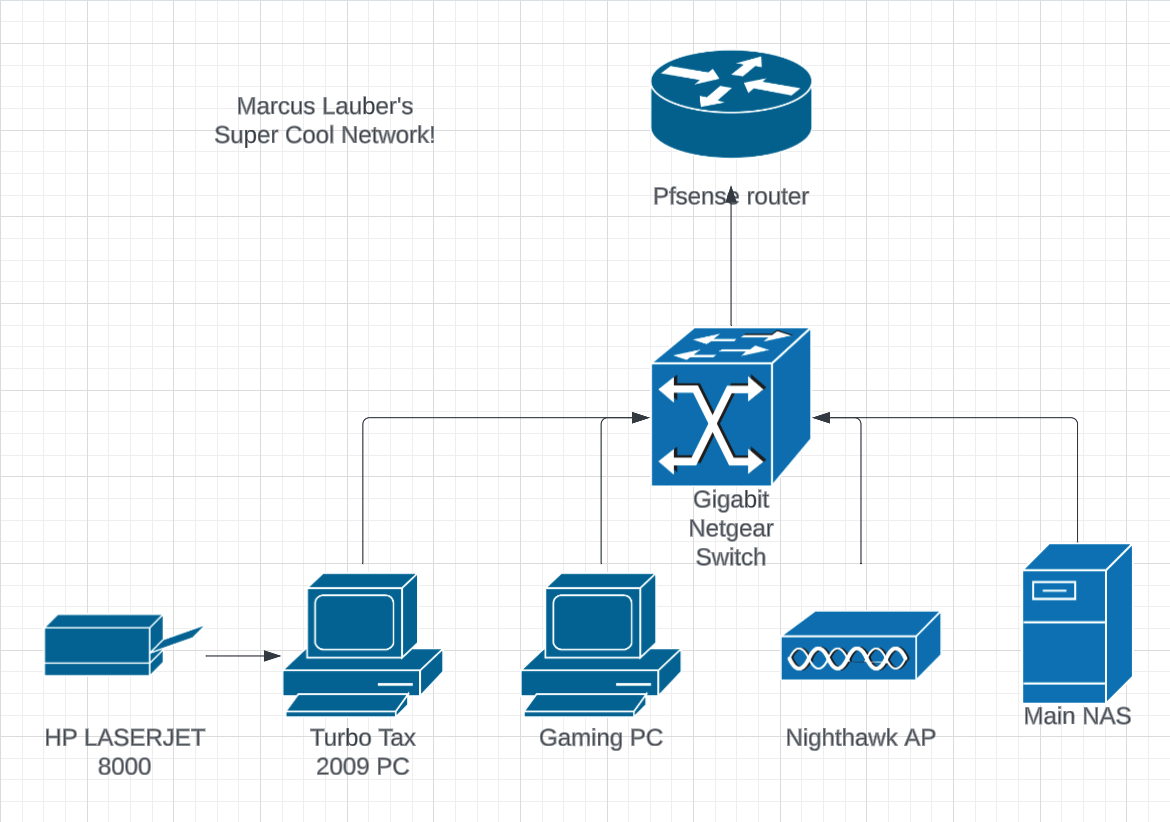 Marcus Lauber's
Super Cool Network!
Pfsense router
Gigabit
Netgear
Switch
HP LASERJET
8000
Turbo Tax
2009 PC
Gaming PC
Nighthawk AP
Main NAS